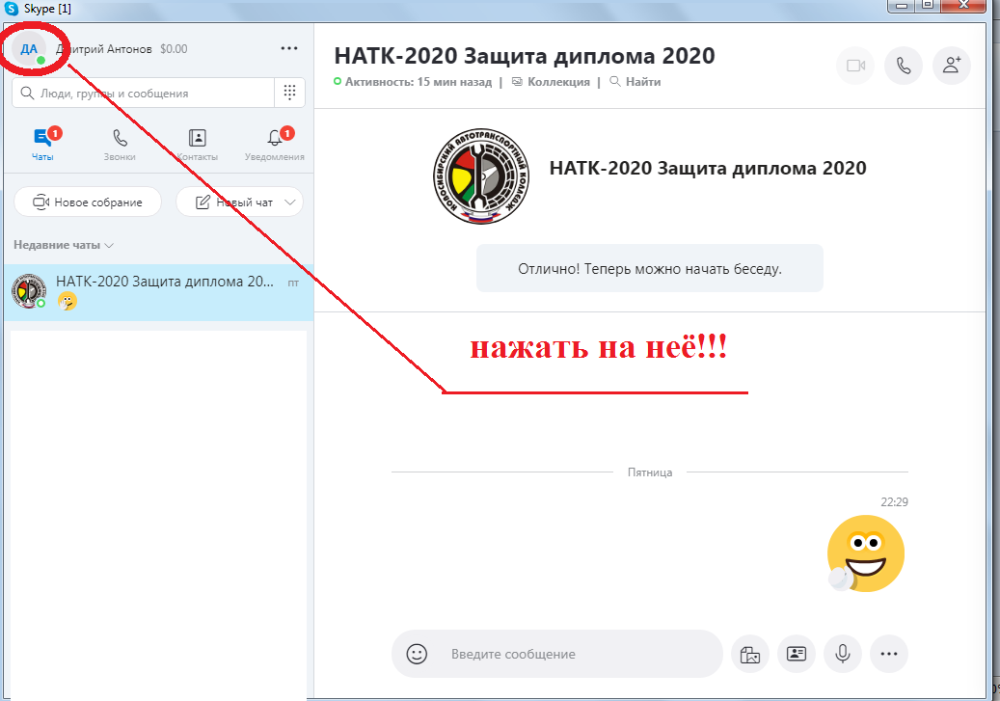 Skype [1]
ДА
Дмитрий Антонов $0.00
Люди, группы и сообщения
1
1
Чаты
Звонки
Контакты
Уведомления
Новое собрание
Новый чат
Недавние чаты
НАТК-2020 Защита диплома 20...
пт
НАТК-2020 Защита диплома 2020
Активность: 15 мин назад | Коллекция | Найти
НОВОСИБИРСКИЙ АВТОТРАНСПОРТНЫЙ КОЛЛЕДЖ
НАТК-2020 Защита диплома 2020
Отлично! Теперь можно начать беседу.
нажать на неё!!!
Пятница
22:29
Введите сообщение